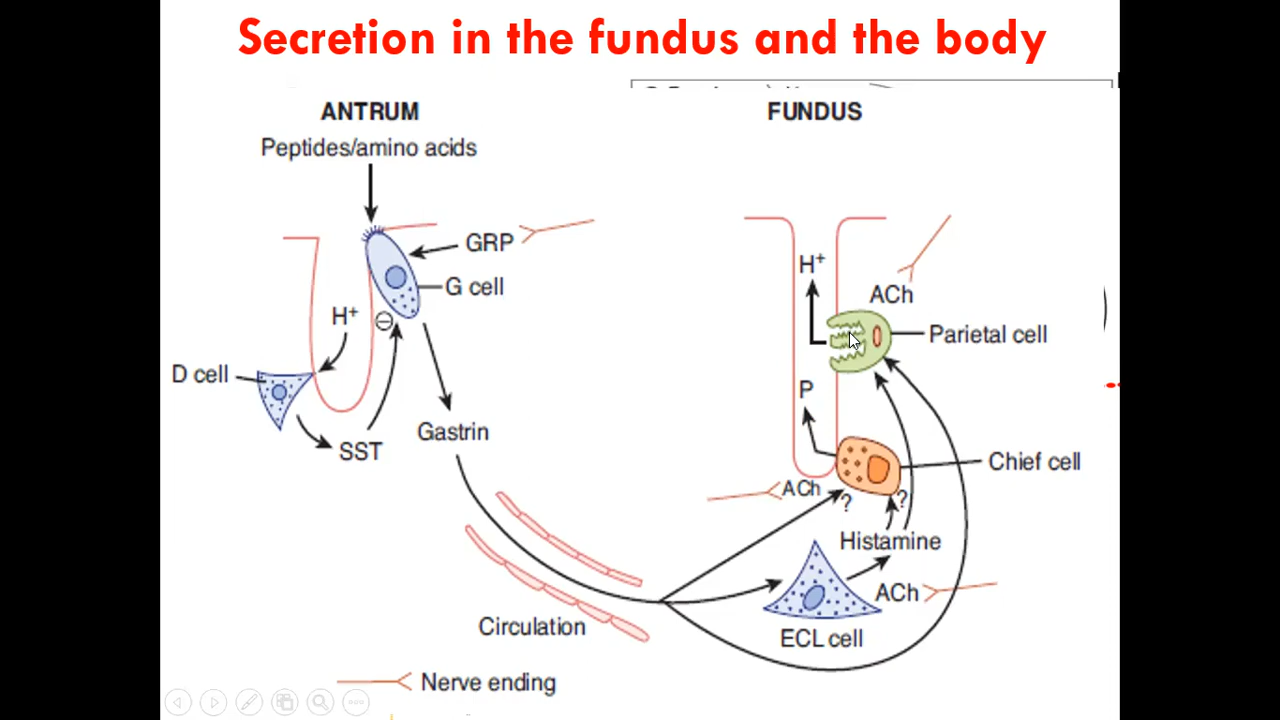 Secretion in the fundus and the body
ANTRUM
FUNDUS
Peptides/amino acids
GRP
G cell
H+
⊖
D cell
SST
Gastrin
Circulation
Nerve ending
H+
ACh
Parietal cell
P
Chief cell
ACh
?
?
Histamine
ACh
ECL cell